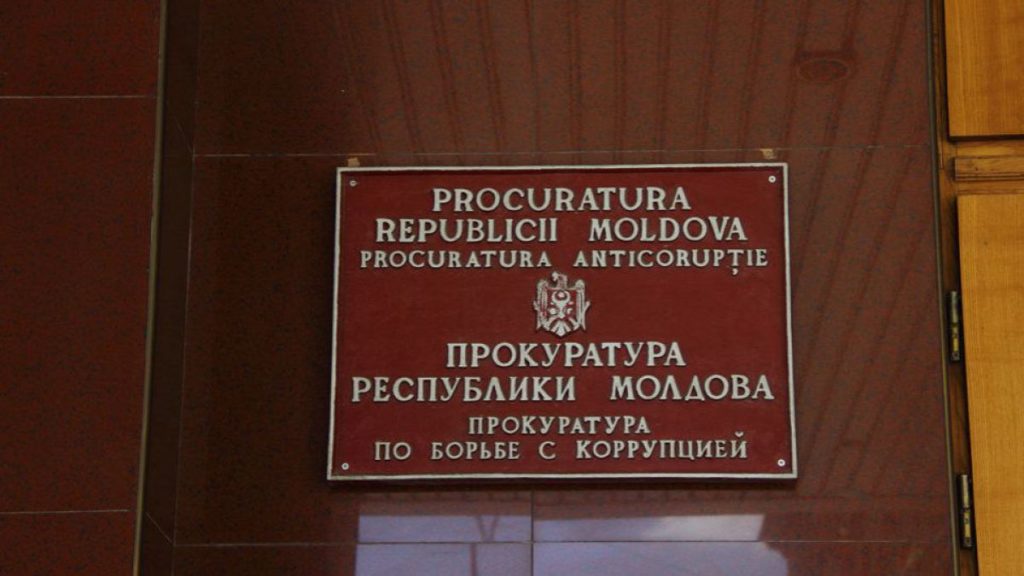 PROCURATURA
REPUBLICII MOLDOVA
PROCURATURA ANTICORUPȚIE
ПРОКУРАТУРА
РЕСПУБЛИКИ МОЛДОВА
ПРОКУРАТУРА
ПО БОРЬБЕ С КОРРУПЦИЕЙ